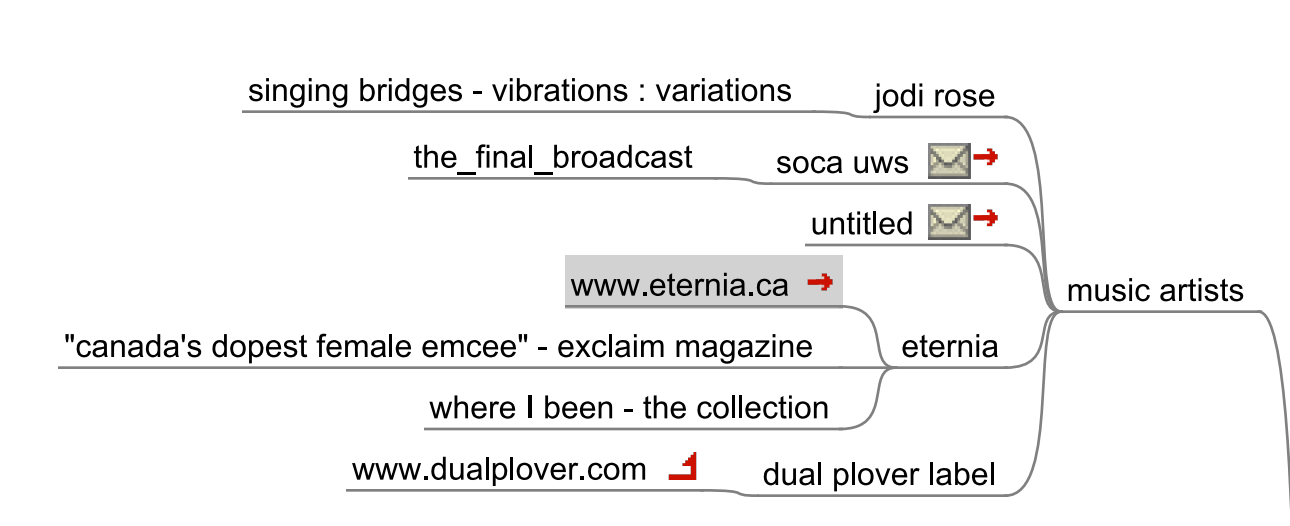 singing bridges - vibrations : variations
jodi rose
the_final_broadcast
soca uws
untitled
www.eternia.ca
music artists
"canada's dopest female emcee" - exclaim magazine
eternia
where I been - the collection
www.dualplover.com
dual plover label